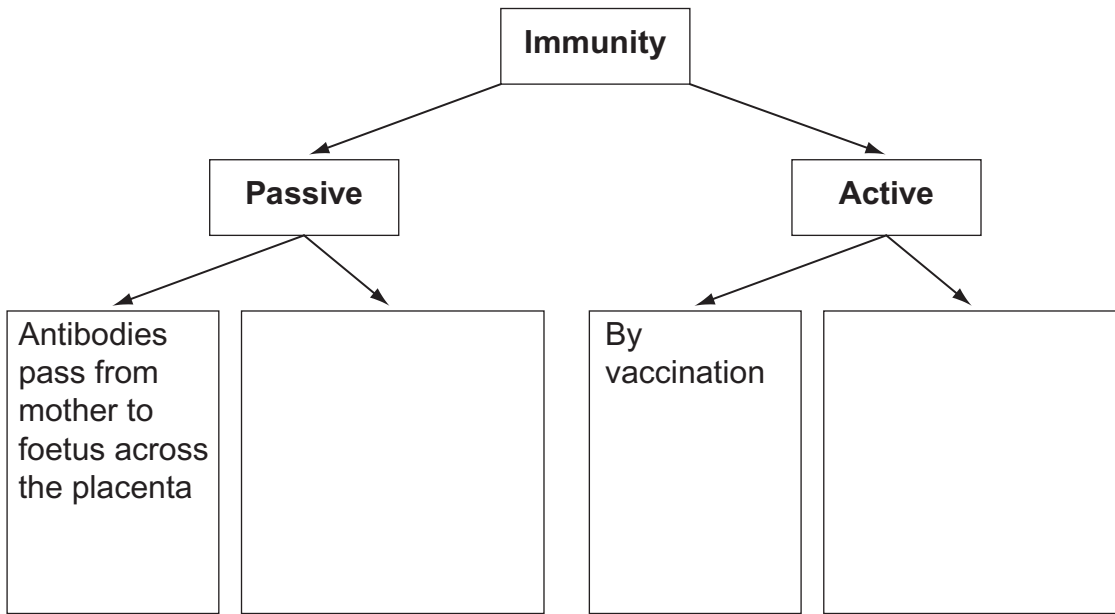 Immunity
Passive
Active
Antibodies
pass from
mother to
foetus across
the placenta
By
vaccination